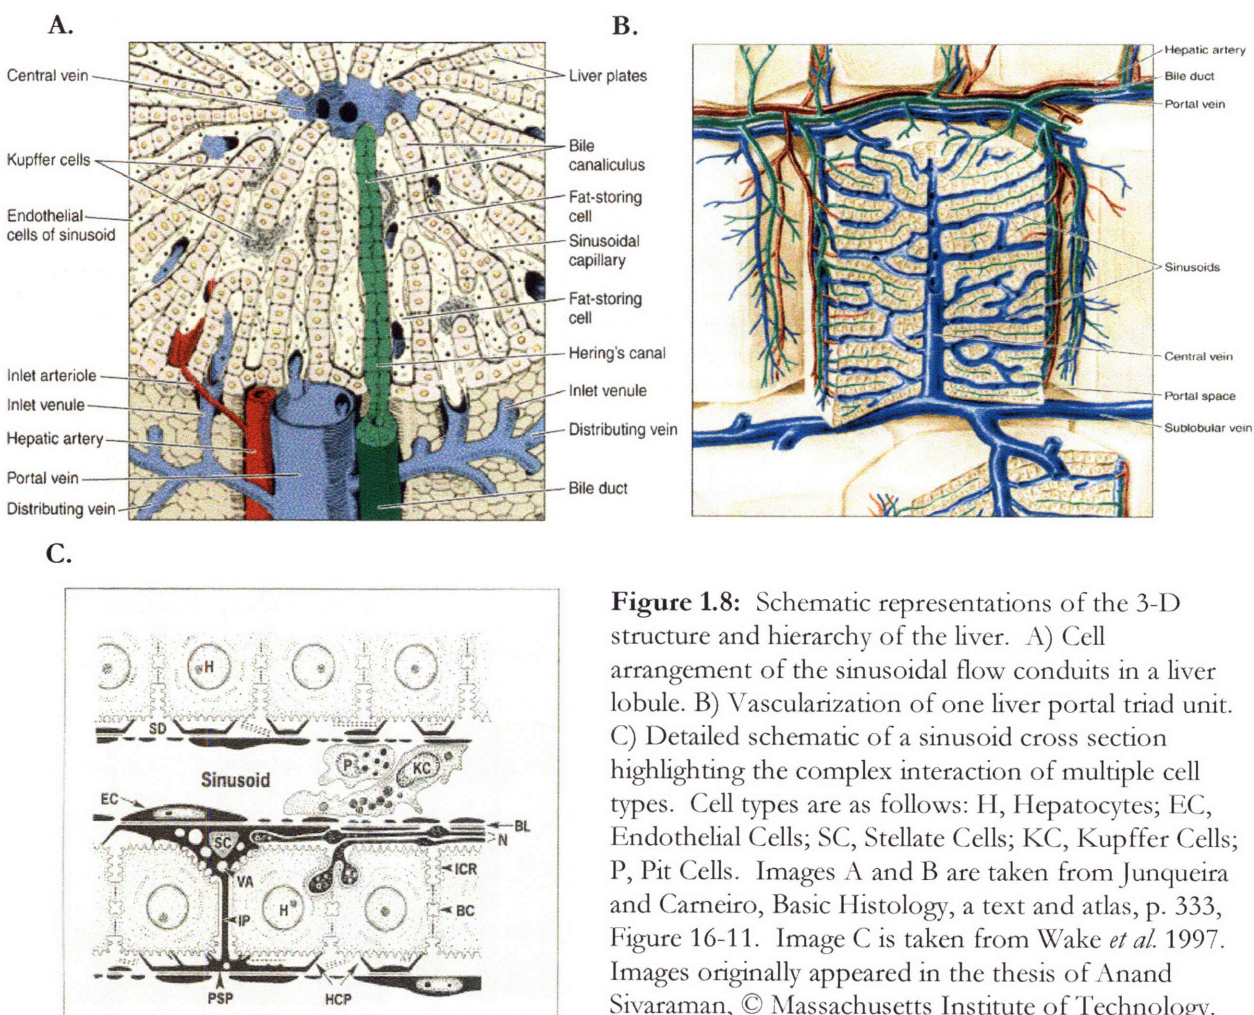 A.
Central vein
Kupffer cells
Endothelial
cells of sinusoid
Inlet arteriole
Inlet venule
Hepatic artery
Portal vein
Distributing vein
Liver plates
Bile
canaliculus
Fat-storing
cell
Sinusoidal
capillary
Fat-storing
cell
Hering's canal
Inlet venule
Distributing vein
Bile duct
B.
Hepatic artery
Bile duct
Portal vein
Sinusoids
Central vein
Portal space
Sublobular vein
C.
H
SD
P
KC
Sinusoid
EC
BL
SC
N
VA
ICR
H
BC
IP
PSP
HCP
Figure 1.8: Schematic representations of the 3-D
structure and hierarchy of the liver. A) Cell
arrangement of the sinusoidal flow conduits in a liver
lobule. B) Vascularization of one liver portal triad unit.
C) Detailed schematic of a sinusoid cross section
highlighting the complex interaction of multiple cell
types. Cell types are as follows: H, Hepatocytes; EC,
Endothelial Cells; SC, Stellate Cells; KC, Kupffer Cells;
P, Pit Cells. Images A and B are taken from Junqueira
and Carneiro, Basic Histology, a text and atlas, p. 333,
Figure 16-11. Image C is taken from Wake et al. 1997.
Images originally appeared in the thesis of Anand
Sivaraman, © Massachusetts Institute of Technology.